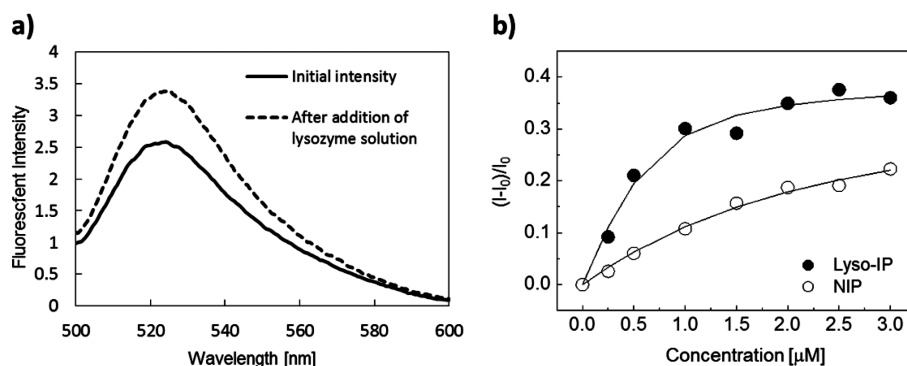 a)
Fluorescfent Intensity
4
3.5
3
2.5
2
1.5
1
0.5
0
Initial intensity
After addition of
lysozyme solution
500 520 540 560 580 600
Wavelength [nm]
b)
(I-I₀)/I₀
0.4
0.3
0.2
0.1
0.0
Lyso-IP
NIP
0.0 0.5 1.0 1.5 2.0 2.5 3.0
Concentration [μM]